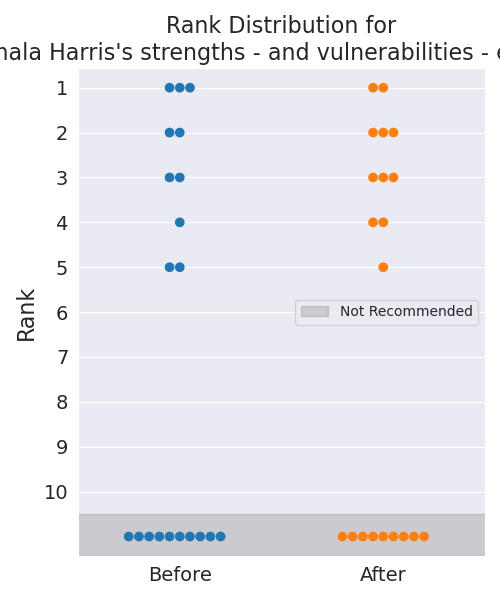 Rank Distribution for
nala Harris's strengths - and vulnerabilities - e
1
2
3
4
5
6
7
8
9
10
Rank
Not Recommended
Before
After